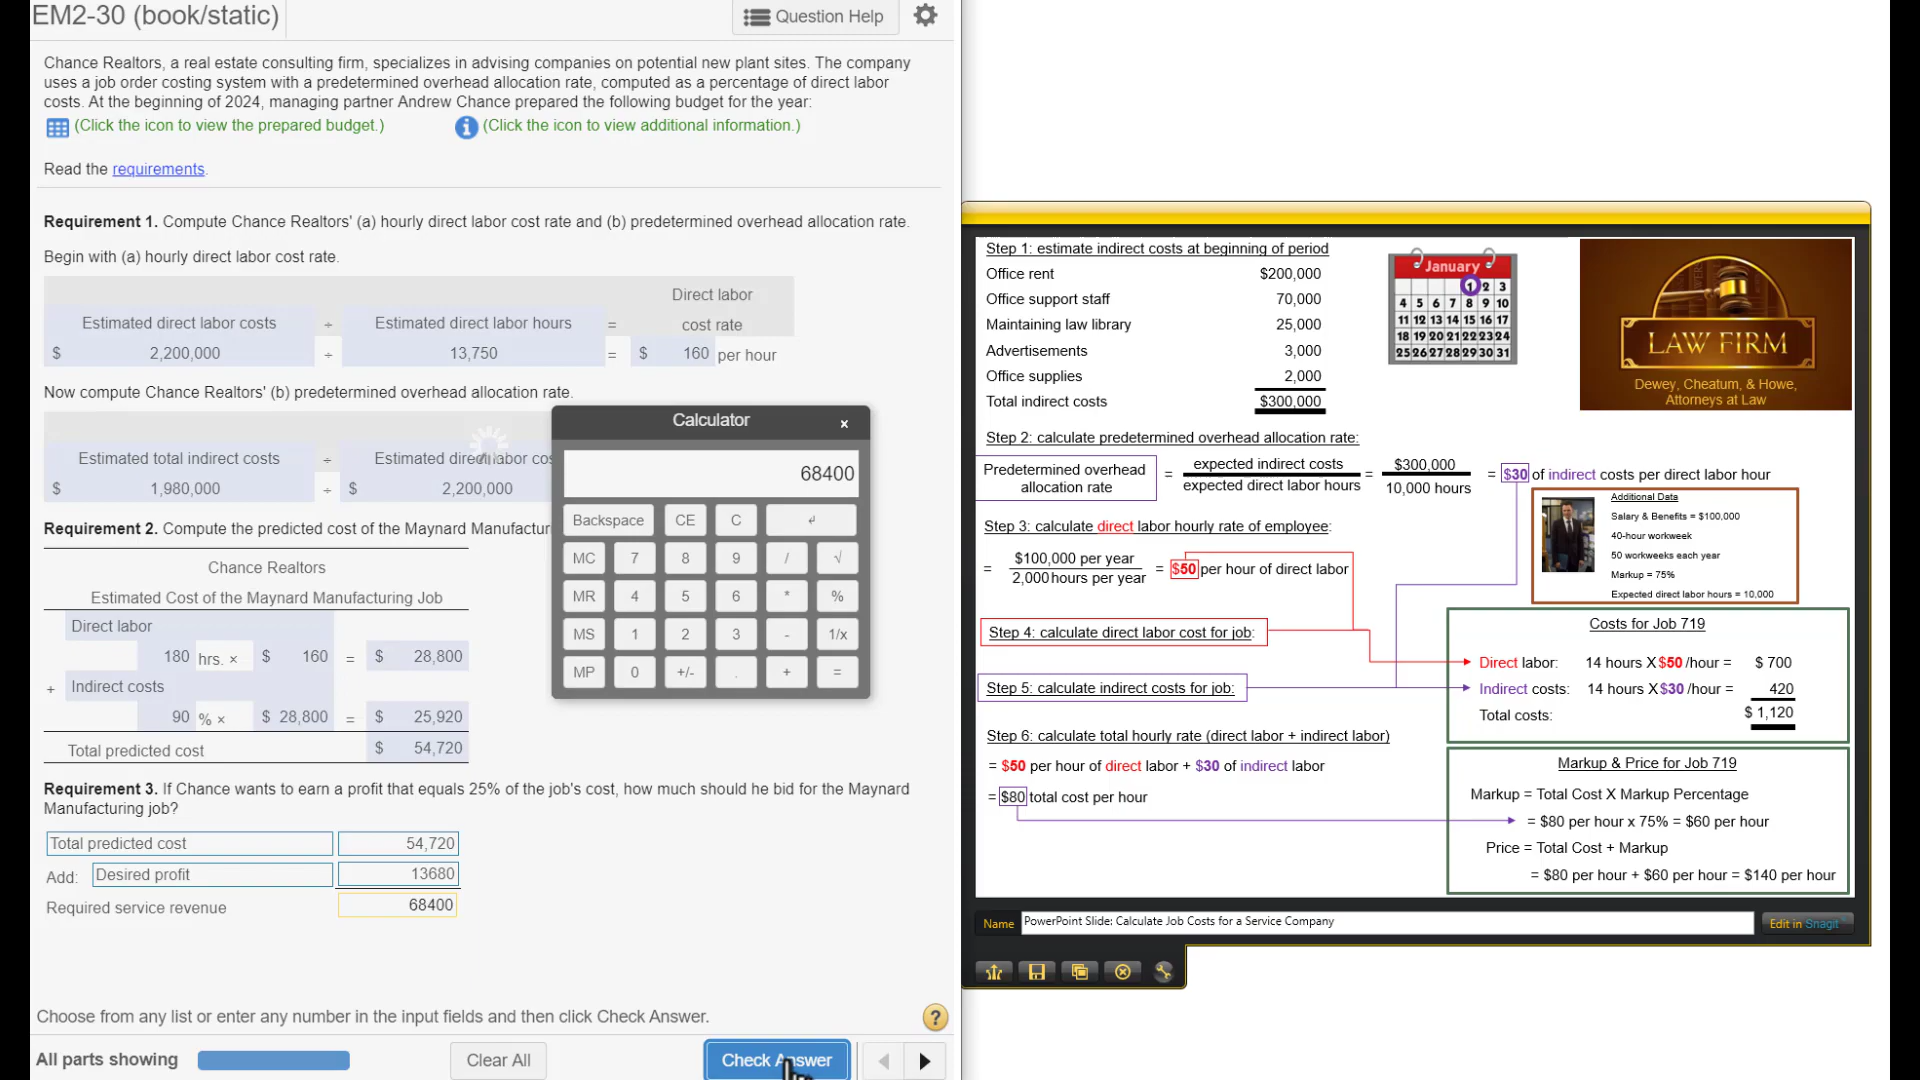 EM2-30 (book/static)
Question Help
Chance Realtors, a real estate consulting firm, specializes in advising companies on potential new plant sites. The company
uses a job order costing system with a predetermined overhead allocation rate, computed as a percentage of direct labor
costs. At the beginning of 2024, managing partner Andrew Chance prepared the following budget for the year:
(Click the icon to view the prepared budget.) (Click the icon to view additional information.)
Read the requirements.
Requirement 1. Compute Chance Realtors' (a) hourly direct labor cost rate and (b) predetermined overhead allocation rate.
Begin with (a) hourly direct labor cost rate.
Direct labor
Estimated direct labor costs ÷ Estimated direct labor hours = cost rate
$ 2,200,000 ÷ 13,750 = $ 160 per hour
Now compute Chance Realtors' (b) predetermined overhead allocation rate.
Estimated total indirect costs ÷ Estimated direct labor cos
$ 1,980,000 ÷ $ 2,200,000
Requirement 2. Compute the predicted cost of the Maynard Manufactur
Chance Realtors
Estimated Cost of the Maynard Manufacturing Job
Direct labor
180 hrs. × $ 160 = $ 28,800
+ Indirect costs
90 % × $ 28,800 = $ 25,920
Total predicted cost $ 54,720
Requirement 3. If Chance wants to earn a profit that equals 25% of the job's cost, how much should he bid for the Maynard
Manufacturing job?
Total predicted cost 54,720
Add: Desired profit 13680
Required service revenue 68400
Choose from any list or enter any number in the input fields and then click Check Answer.
?
All parts showing
Clear All
Check Answer
Calculator
x
68400
Backspace CE C ↲
MC 7 8 9 / √
MR 4 5 6 * %
MS 1 2 3 - 1/x
MP 0 +/- . + =
Step 1: estimate indirect costs at beginning of period
Office rent $200,000
Office support staff 70,000
Maintaining law library 25,000
Advertisements 3,000
Office supplies 2,000
Total indirect costs $300,000
January
1 2 3
4 5 6 7 8 9 10
11 12 13 14 15 16 17
18 19 20 21 22 23 24
25 26 27 28 29 30 31
LAW FIRM
Dewey, Cheatum, & Howe,
Attorneys at Law
Step 2: calculate predetermined overhead allocation rate:
Predetermined overhead
allocation rate
= expected indirect costs
expected direct labor hours
= $300,000
10,000 hours
= $30 of indirect costs per direct labor hour
Additional Data
Salary & Benefits = $100,000
40-hour workweek
50 workweeks each year
Markup = 75%
Expected direct labor hours = 10,000
Step 3: calculate direct labor hourly rate of employee:
= $100,000 per year
2,000 hours per year
= $50 per hour of direct labor
Step 4: calculate direct labor cost for job:
Step 5: calculate indirect costs for job:
Costs for Job 719
Direct labor: 14 hours X $50 /hour = $ 700
Indirect costs: 14 hours X $30 /hour = 420
Total costs: $ 1,120
Step 6: calculate total hourly rate (direct labor + indirect labor)
= $50 per hour of direct labor + $30 of indirect labor
= $80 total cost per hour
Markup & Price for Job 719
Markup = Total Cost X Markup Percentage
= $80 per hour x 75% = $60 per hour
Price = Total Cost + Markup
= $80 per hour + $60 per hour = $140 per hour
Name PowerPoint Slide: Calculate Job Costs for a Service Company
Edit in Snagit